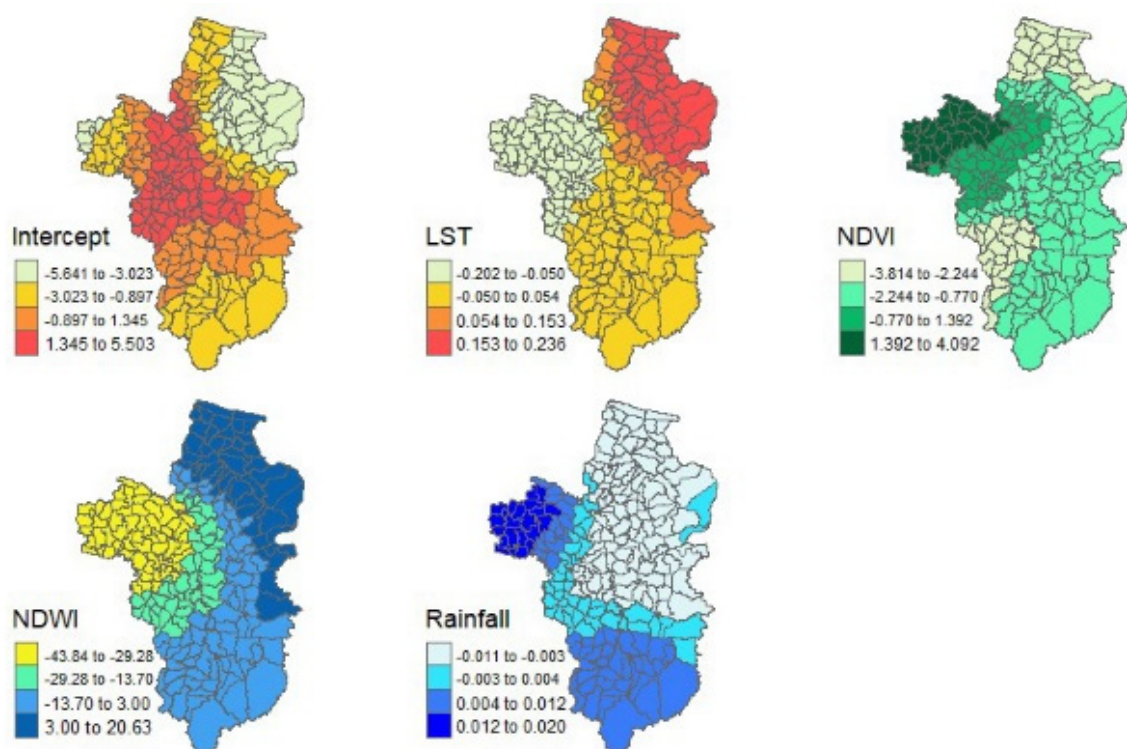 Intercept
-5.641 to -3.023
-3.023 to -0.897
-0.897 to 1.345
1.345 to 5.503
LST
-0.202 to -0.050
-0.050 to 0.054
0.054 to 0.153
0.153 to 0.236
NDVI
-3.814 to -2.244
-2.244 to -0.770
-0.770 to 1.392
1.392 to 4.092
NDWI
-43.84 to -29.28
-29.28 to -13.70
-13.70 to 3.00
3.00 to 20.63
Rainfall
-0.011 to -0.003
-0.003 to 0.004
0.004 to 0.012
0.012 to 0.020